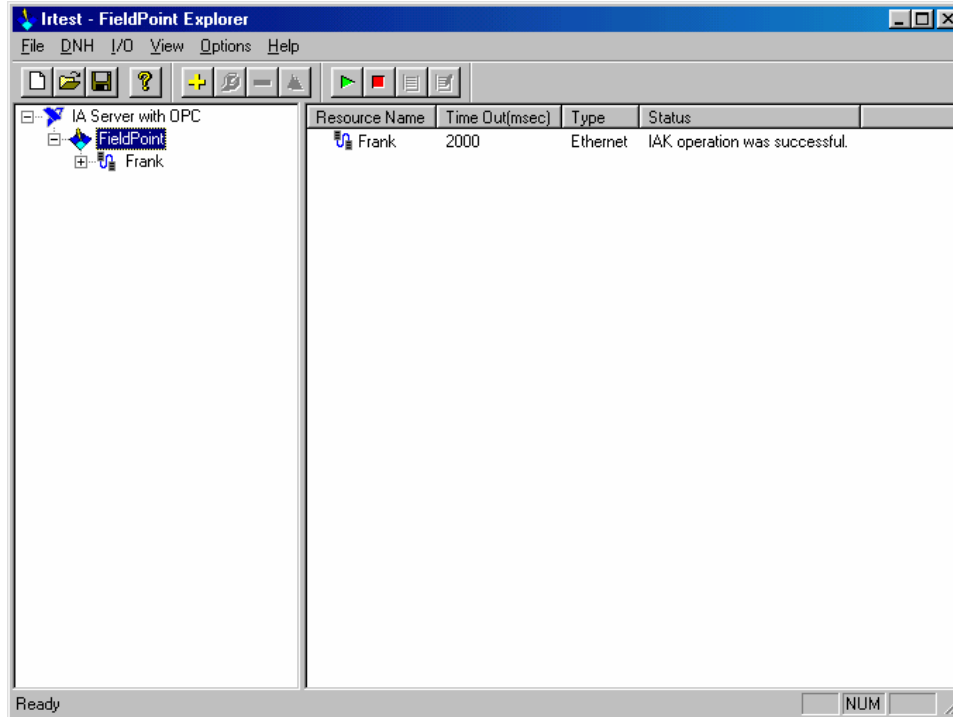 Irtest - FieldPoint Explorer
File DNH I/O View Options Help
IA Server with OPC
FieldPoint
Frank
Resource Name Time Out(msec) Type Status
Frank 2000 Ethernet IAK operation was successful.
Ready
NUM